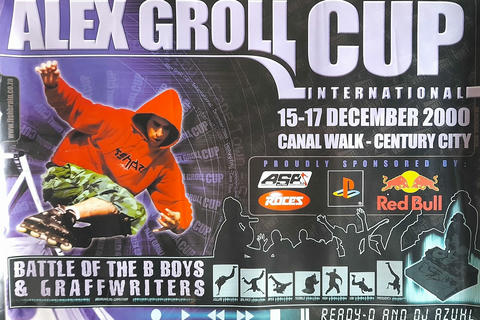 ALEX GROLL CUP
INTERNATIONAL
15-17 DECEMBER 2000
CANAL WALK - CENTURY CITY
PROUDLY SPONSORED BY:
ASP
ROCES
Red Bull
BATTLE OF THE B BOYS
& GRAFFWRITERS
READY-D AND DJ AZUHL